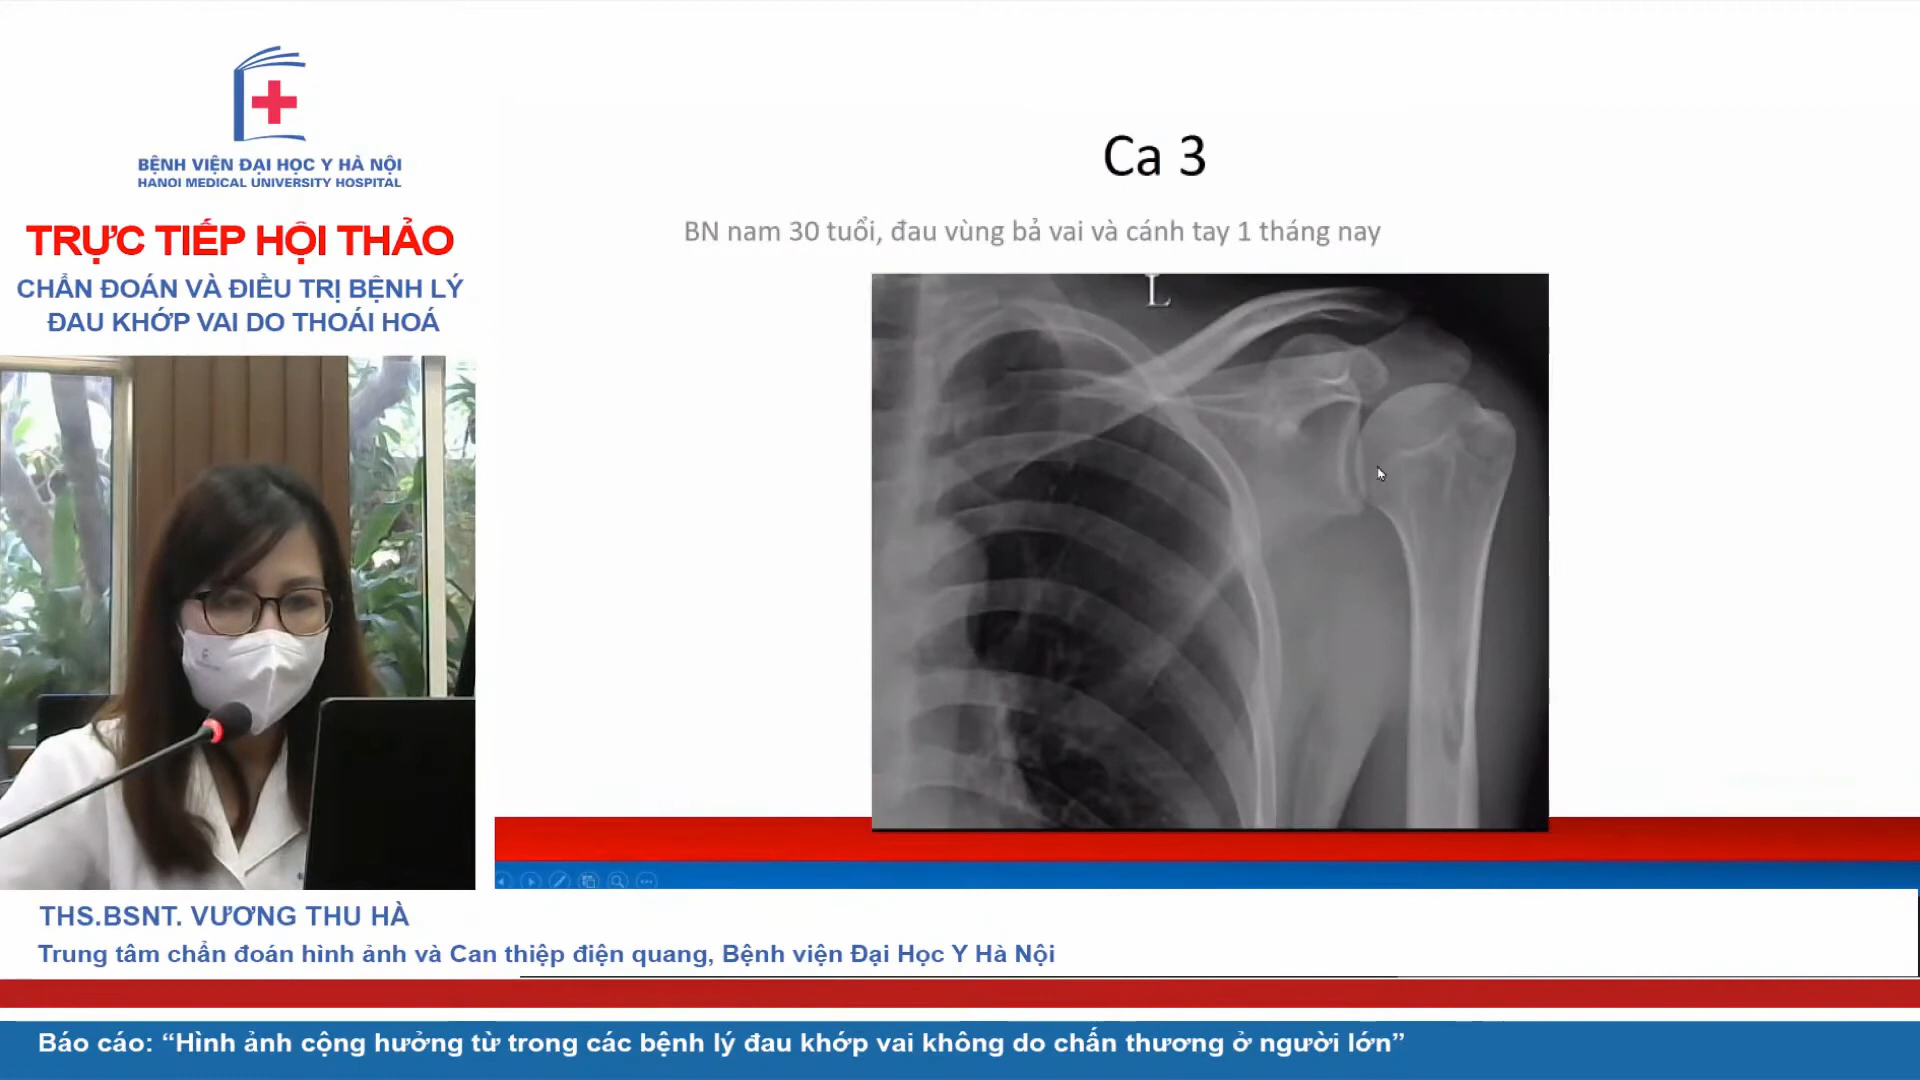 BỆNH VIỆN ĐẠI HỌC Y HÀ NỘI
HANOI MEDICAL UNIVERSITY HOSPITAL
TRỰC TIẾP HỘI THẢO
CHẨN ĐOÁN VÀ ĐIỀU TRỊ BỆNH LÝ
ĐAU KHỚP VAI DO THOÁI HOÁ
Ca 3
BN nam 30 tuổi, đau vùng bả vai và cánh tay 1 tháng nay
L
THS.BSNT. VƯƠNG THU HÀ
Trung tâm chẩn đoán hình ảnh và Can thiệp điện quang, Bệnh viện Đại Học Y Hà Nội
Báo cáo: “Hình ảnh cộng hưởng từ trong các bệnh lý đau khớp vai không do chấn thương ở người lớn”